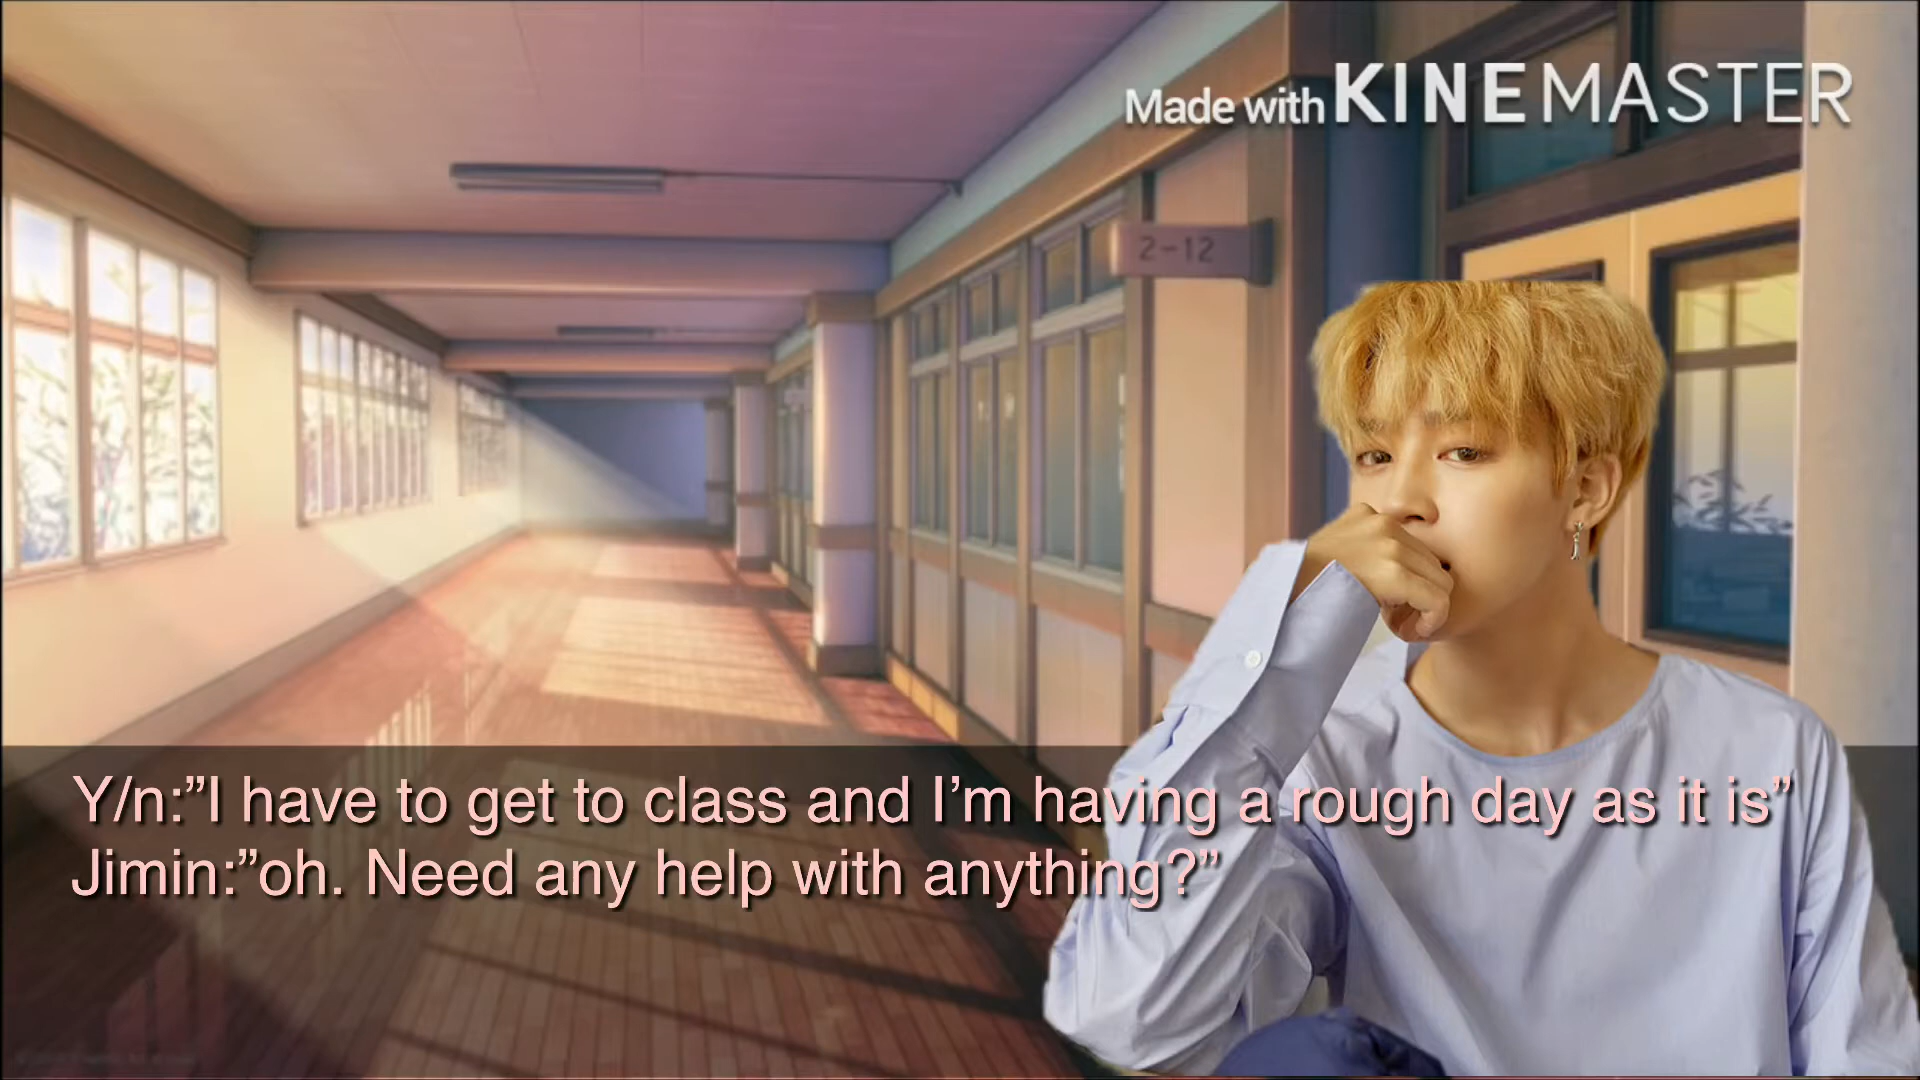 Made with KINEMASTER
2-12
Y/n:”I have to get to class and I’m having a rough day as it is”
Jimin:”oh. Need any help with anything?”